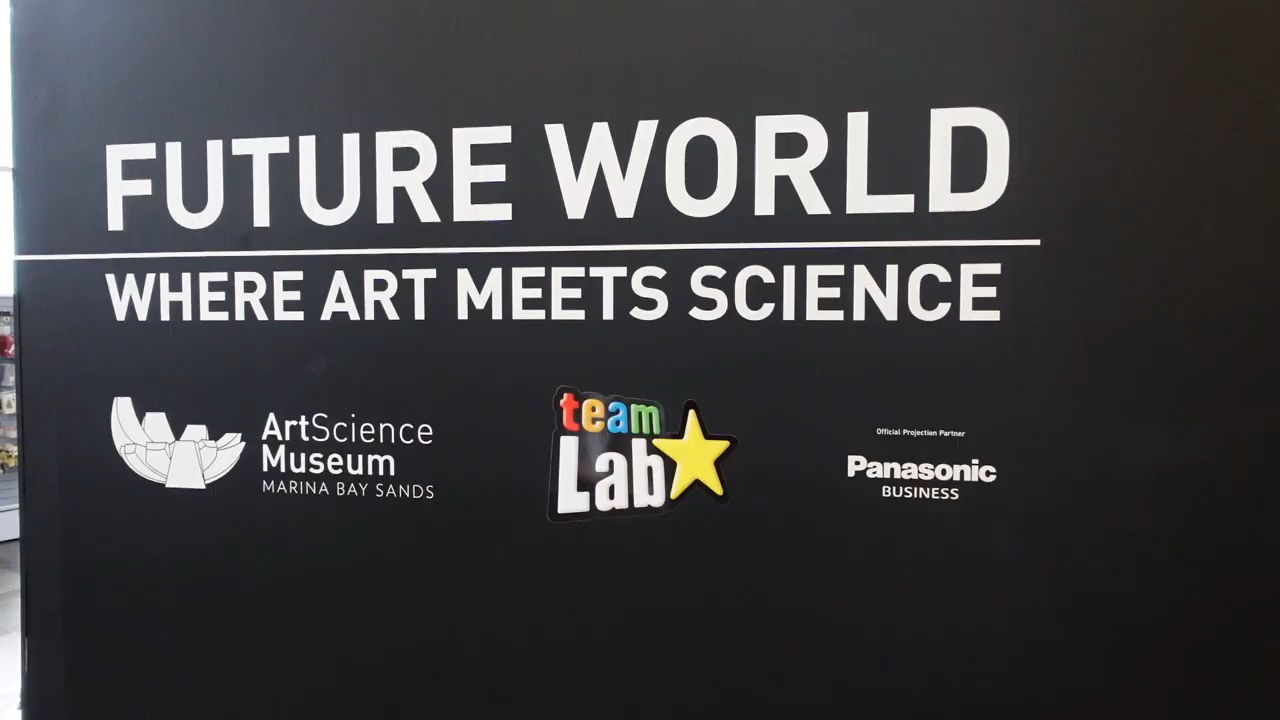 FUTURE WORLD
WHERE ART MEETS SCIENCE
ArtScience
Museum
MARINA BAY SANDS
team
Lab
Official Projection Partner
Panasonic
BUSINESS